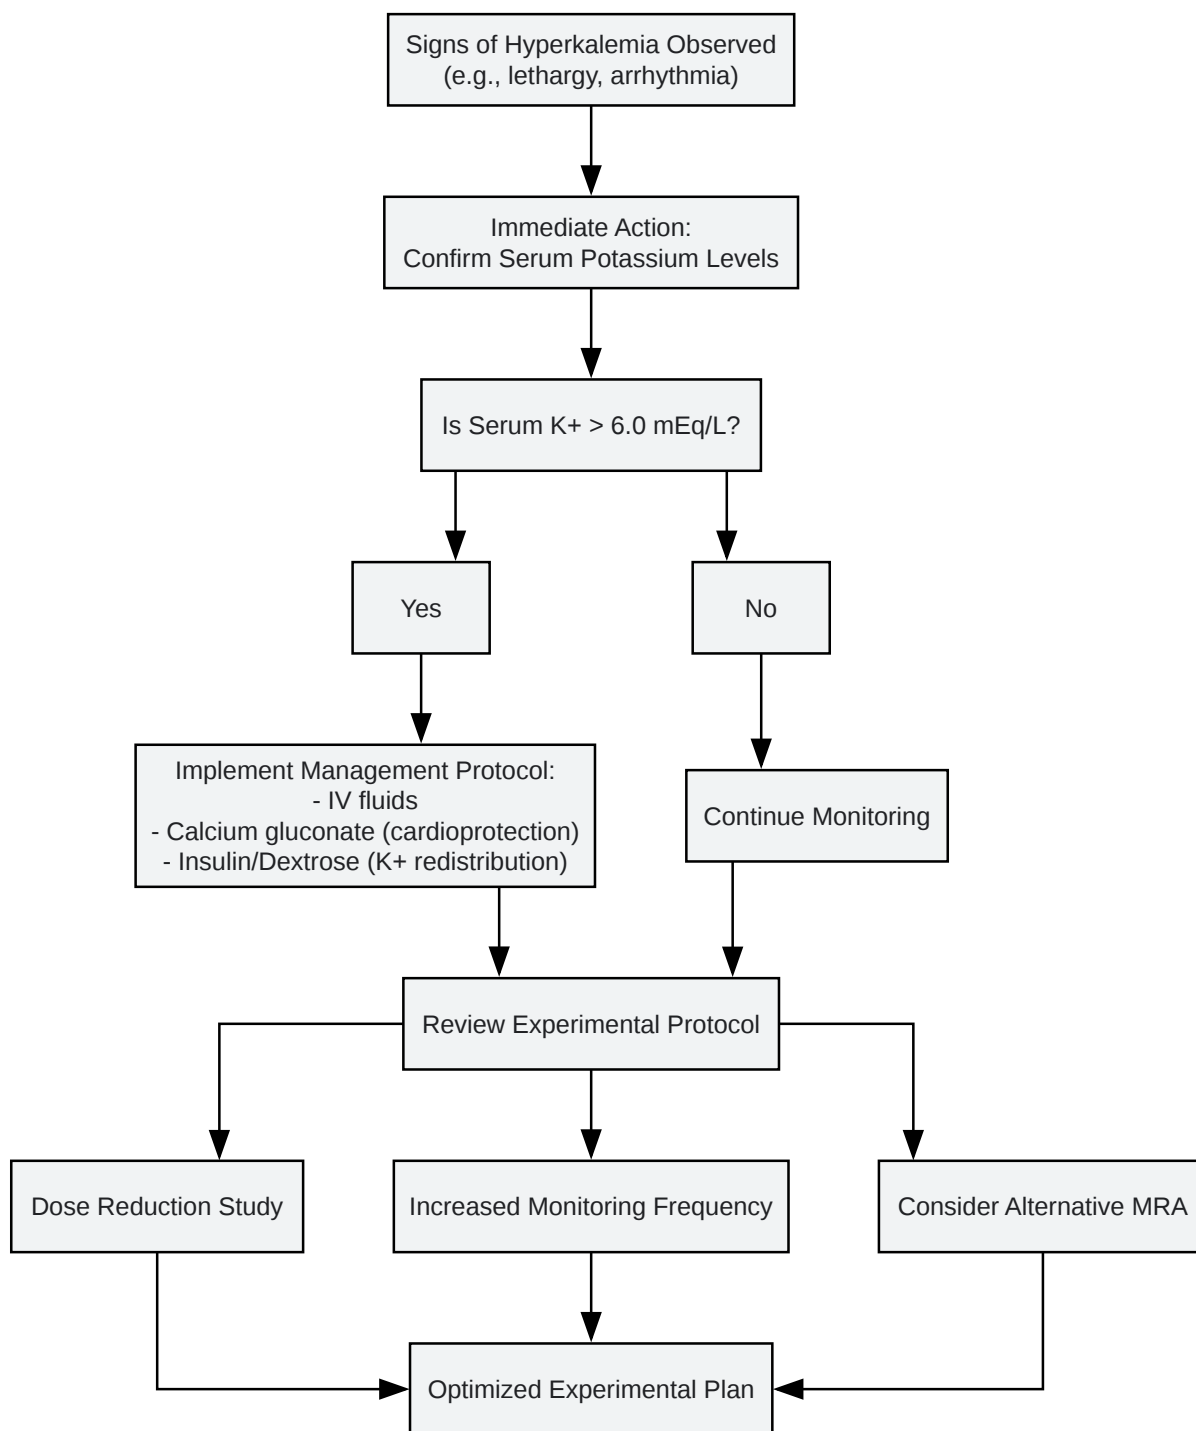 Signs of Hyperkalemia Observed
(e.g., lethargy, arrhythmia)
Immediate Action:
Confirm Serum Potassium Levels
Is Serum K+ > 6.0 mEq/L?
Yes
No
Implement Management Protocol:
- IV fluids
- Calcium gluconate (cardioprotection)
- Insulin/Dextrose (K+ redistribution)
Continue Monitoring
Review Experimental Protocol
Dose Reduction Study
Increased Monitoring Frequency
Consider Alternative MRA
Optimized Experimental Plan